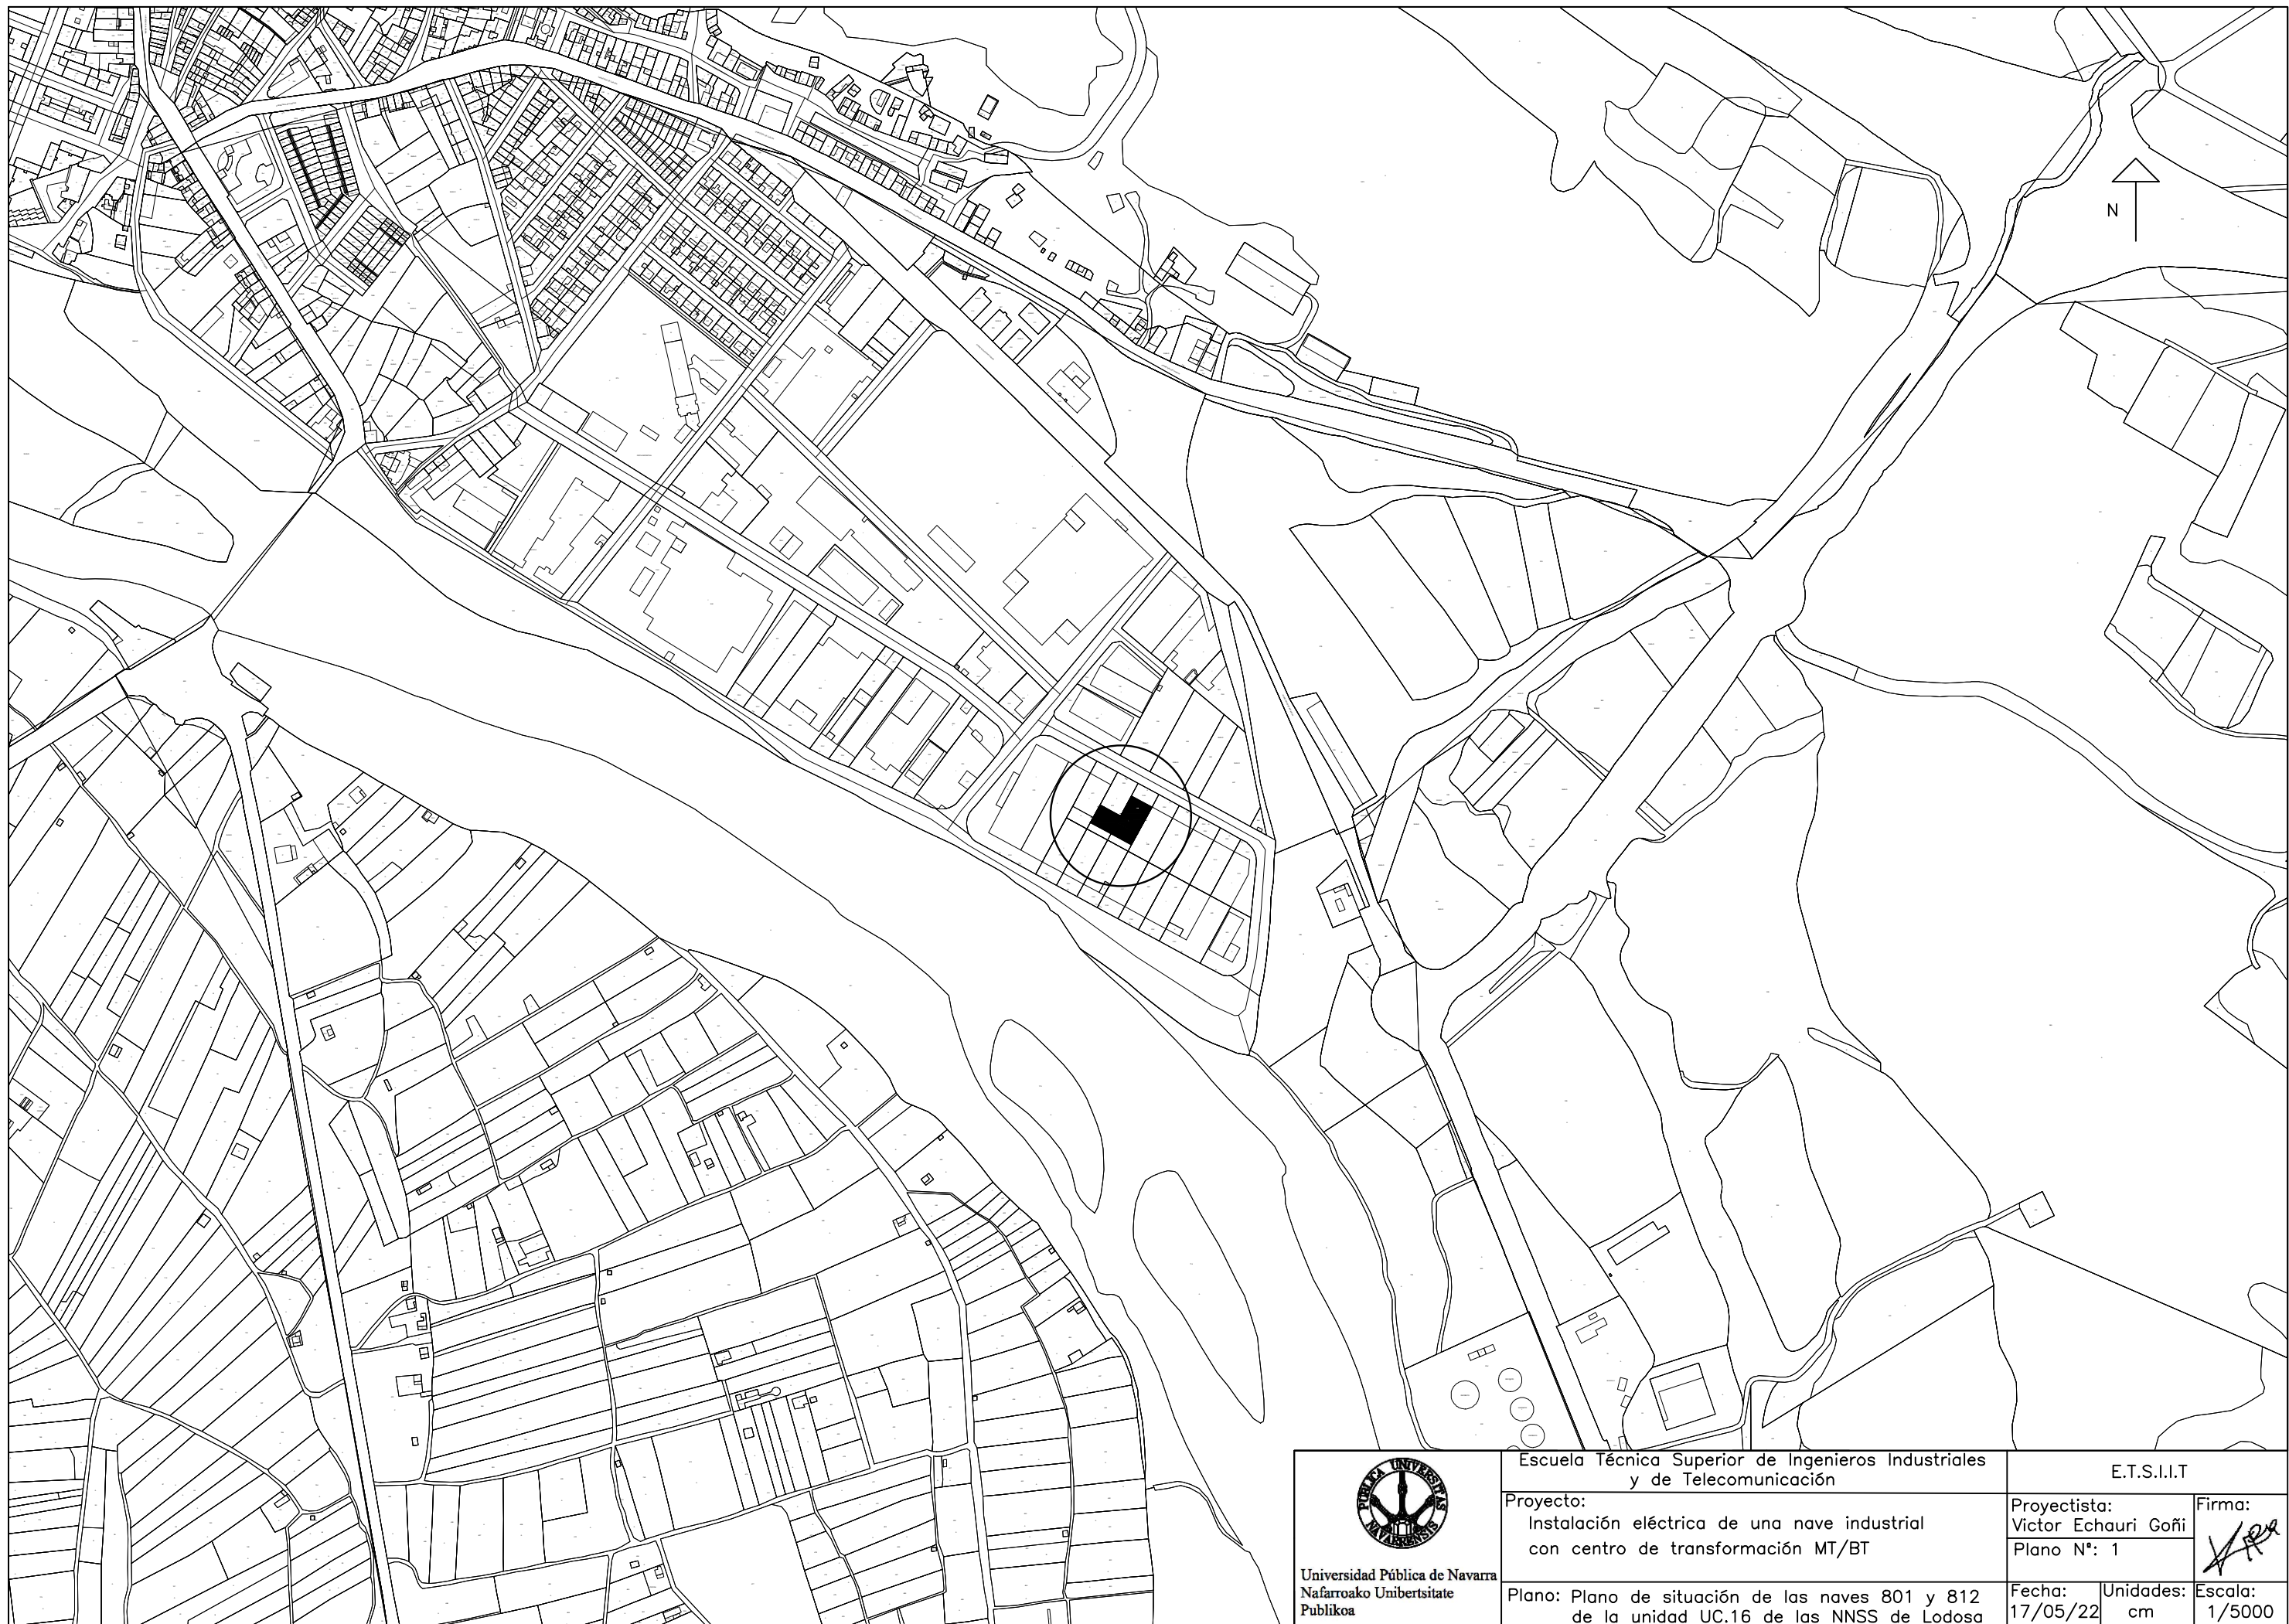 N
PUBLICA UNIVERSITAS
NAVARRENSIS
Universidad Pública de Navarra
Nafarroako Unibertsitate
Publikoa
Escuela Técnica Superior de Ingenieros Industriales
y de Telecomunicación
E.T.S.I.I.T
Proyecto:
Instalación eléctrica de una nave industrial
con centro de transformación MT/BT
Proyectista:
Victor Echauri Goñi
Firma:
Plano Nº: 1
Plano: Plano de situación de las naves 801 y 812
de la unidad UC.16 de las NNSS de Lodosa
Fecha:
17/05/22
Unidades:
cm
Escala:
1/5000